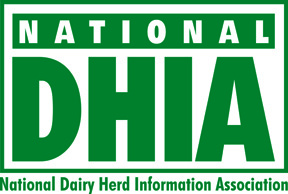 NATIONAL
DHIA
National Dairy Herd Information Association